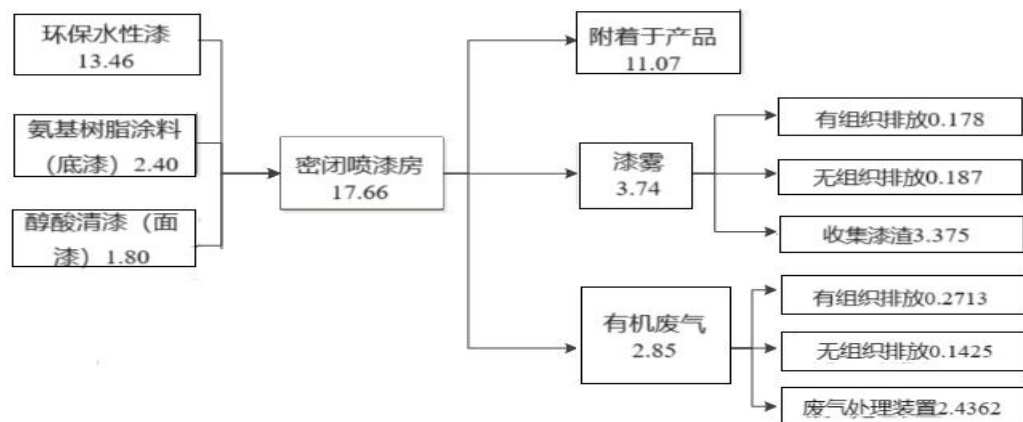 环保水性漆
13.46
氨基树脂涂料
（底漆）2.40
醇酸清漆（面
漆）1.80
密闭喷漆房
17.66
附着于产品
11.07
漆雾
3.74
有机废气
2.85
有组织排放0.178
无组织排放0.187
收集漆渣3.375
有组织排放0.2713
无组织排放0.1425
废气处理装置2.4362